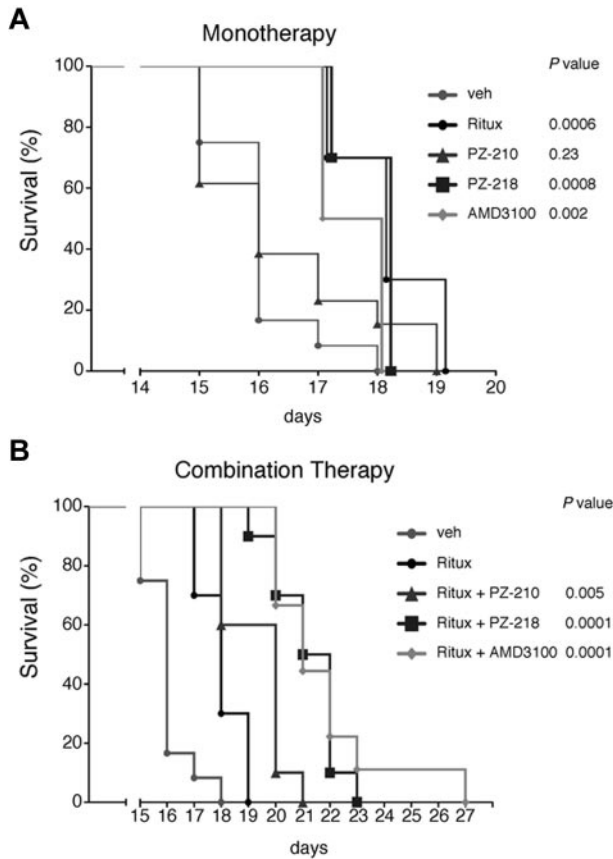 A
Monotherapy
P value
veh
Ritux 0.0006
PZ-210 0.23
PZ-218 0.0008
AMD3100 0.002
Survival (%)
100
80
60
40
20
0
14 15 16 17 18 19 20
days
B
Combination Therapy
P value
veh
Ritux
Ritux + PZ-210 0.005
Ritux + PZ-218 0.0001
Ritux + AMD3100 0.0001
Survival (%)
100
80
60
40
20
0
15 16 17 18 19 20 21 22 23 24 25 26 27
days